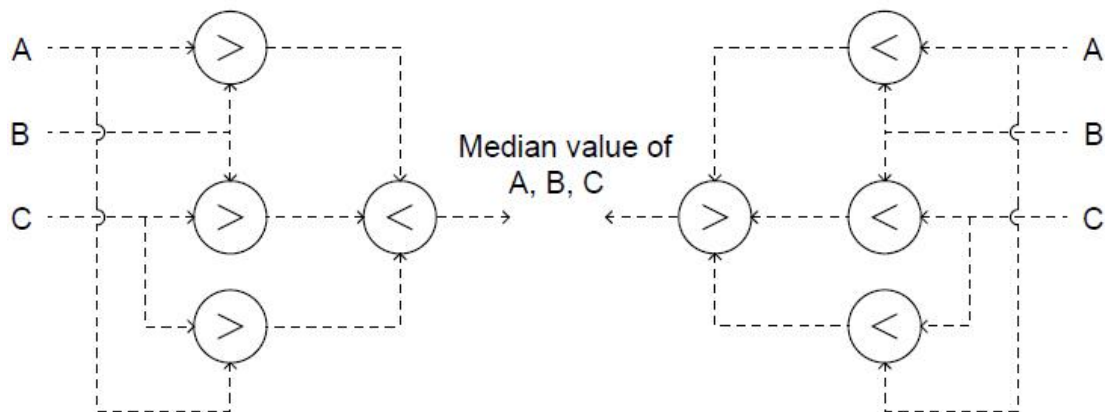 A > < A
B B
Median value of
A, B, C
C > < > < C
> <